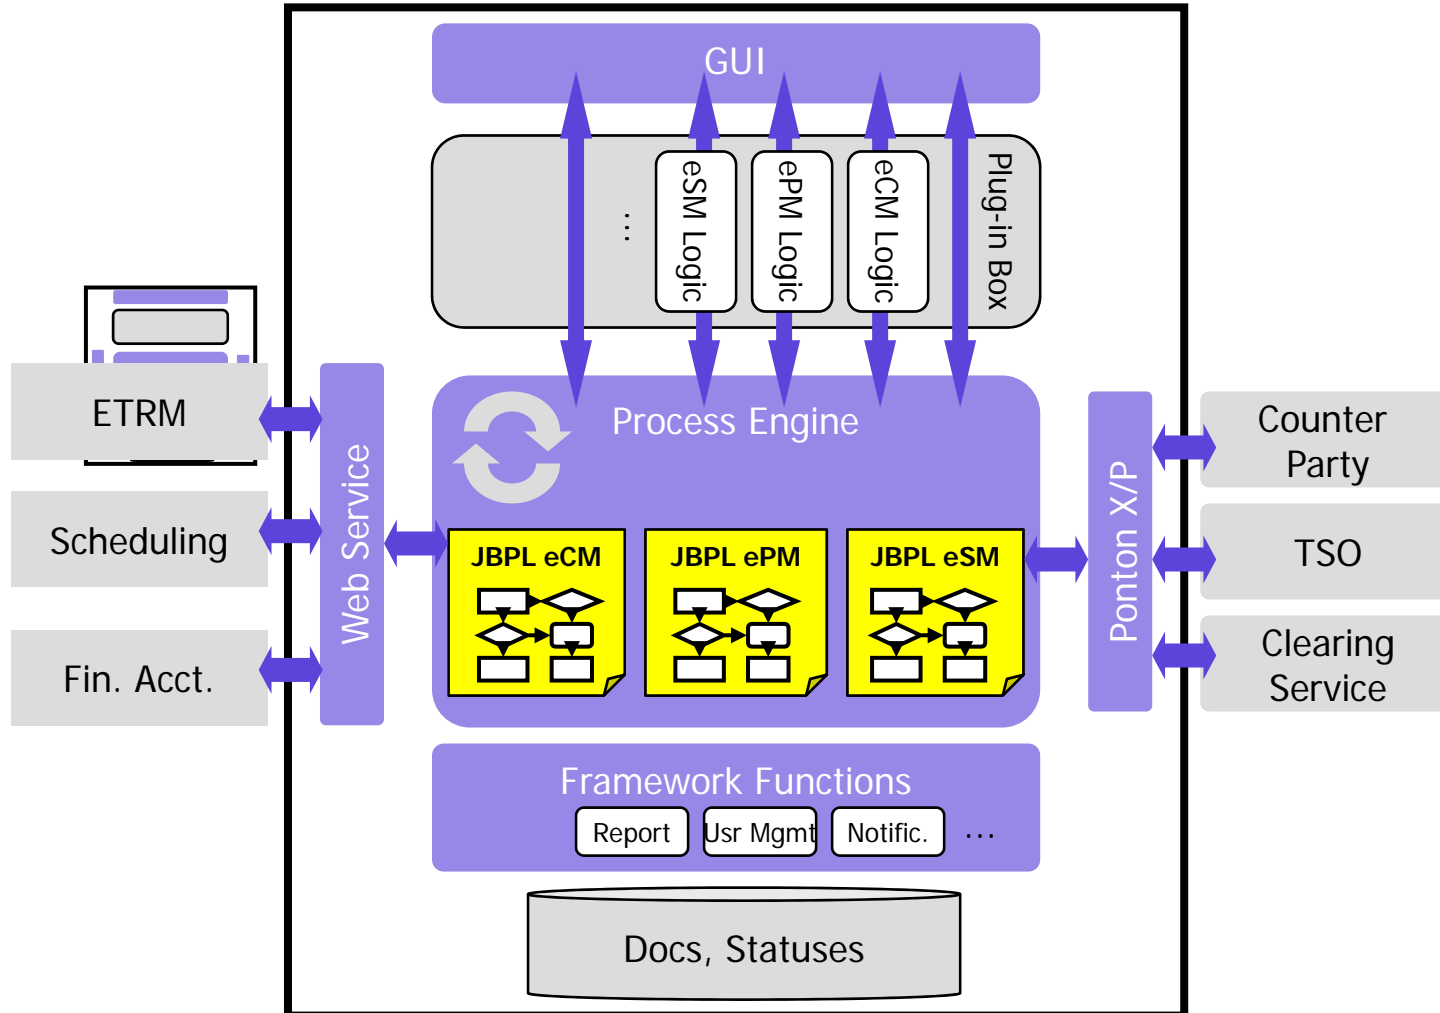 GUI
eSM Logic
ePM Logic
eCM Logic
Plug-in Box
...
ETRM
Scheduling
Fin. Acct.
Web Service
Process Engine
JBPL eCM
JBPL ePM
JBPL eSM
Ponton X/P
Counter
Party
TSO
Clearing
Service
Framework Functions
Report
Usr Mgmt
Notific.
...
Docs, Statuses